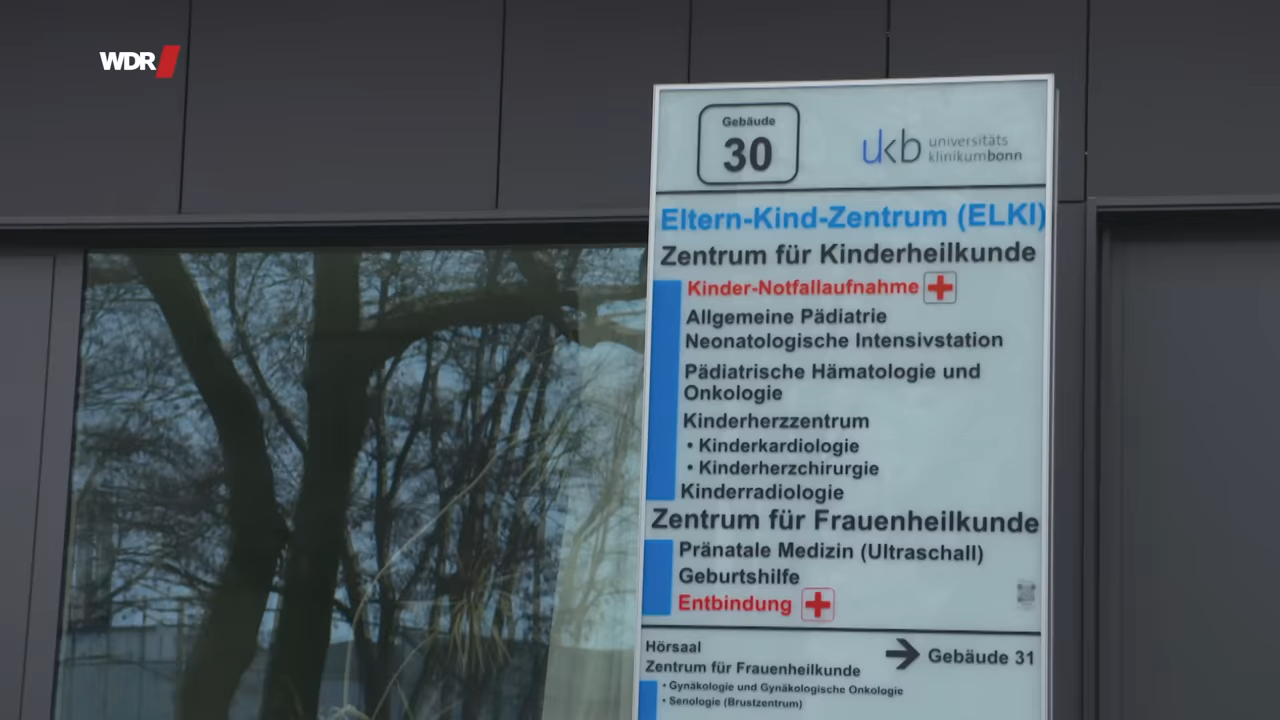 WDR
Gebäude
30
ukb universitäts
klinikumbonn
Eltern-Kind-Zentrum (ELKI)
Zentrum für Kinderheilkunde
Kinder-Notfallaufnahme
Allgemeine Pädiatrie
Neonatologische Intensivstation
Pädiatrische Hämatologie und
Onkologie
Kinderherzzentrum
• Kinderkardiologie
• Kinderherzchirurgie
Kinderradiologie
Zentrum für Frauenheilkunde
Pränatale Medizin (Ultraschall)
Geburtshilfe
Entbindung
Hörsaal
Zentrum für Frauenheilkunde
→ Gebäude 31
• Gynäkologie und Gynäkologische Onkologie
• Senologie (Brustzentrum)